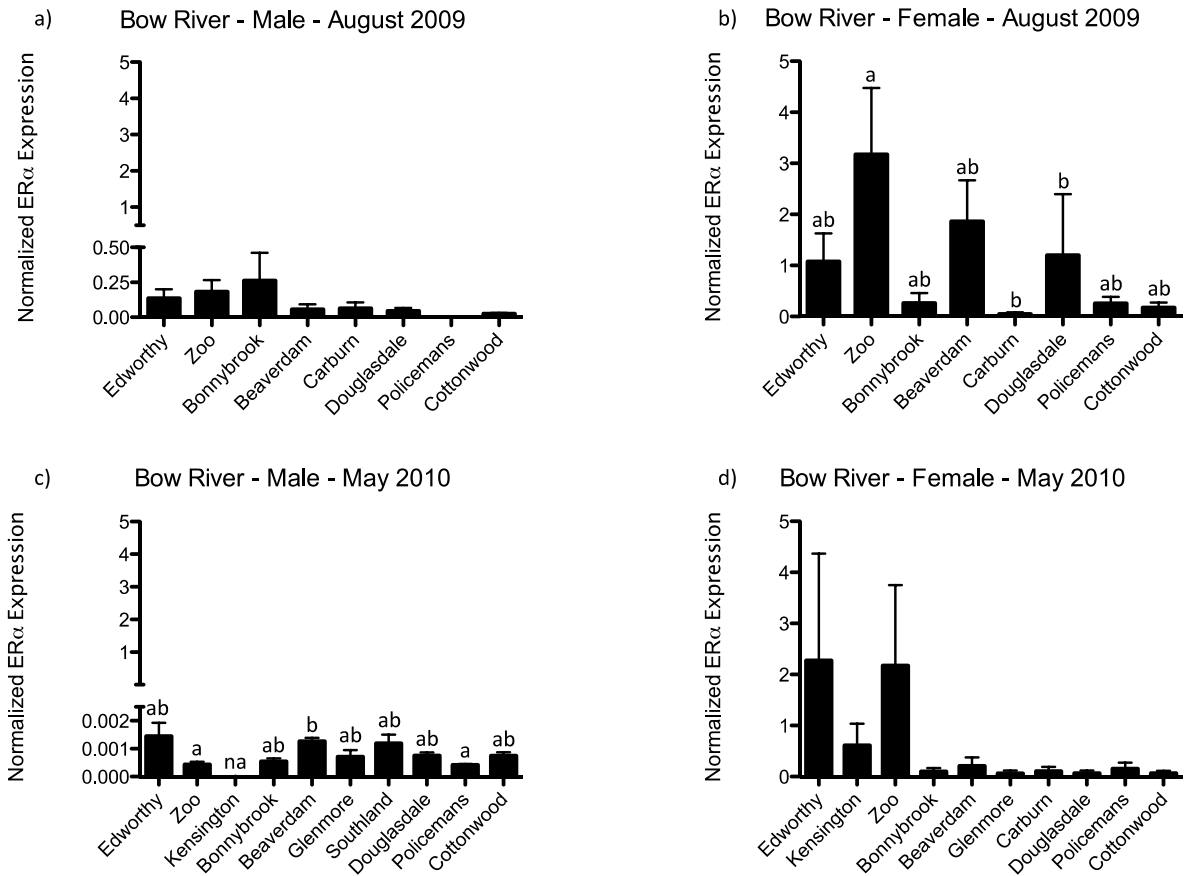 a) Bow River - Male - August 2009
Normalized ERα Expression
5
4
3
2
1
0.50
0.25
0.00
Edworthy
Zoo
Bonnybrook
Beaverdam
Carburn
Douglasdale
Policemans
Cottonwood
b) Bow River - Female - August 2009
Normalized ERα Expression
5
4
3
2
1
0
ab
a
ab
ab
b
b
ab
ab
Edworthy
Zoo
Bonnybrook
Beaverdam
Carburn
Douglasdale
Policemans
Cottonwood
c) Bow River - Male - May 2010
Normalized ERα Expression
5
4
3
2
1
0.002
0.001
0.000
ab
a
na
ab
b
ab
ab
ab
a
ab
Edworthy
Zoo
Kensington
Bonnybrook
Beaverdam
Glenmore
Southland
Douglasdale
Policemans
Cottonwood
d) Bow River - Female - May 2010
Normalized ERα Expression
5
4
3
2
1
0
Edworthy
Kensington
Zoo
Bonnybrook
Beaverdam
Glenmore
Carburn
Douglasdale
Policemans
Cottonwood